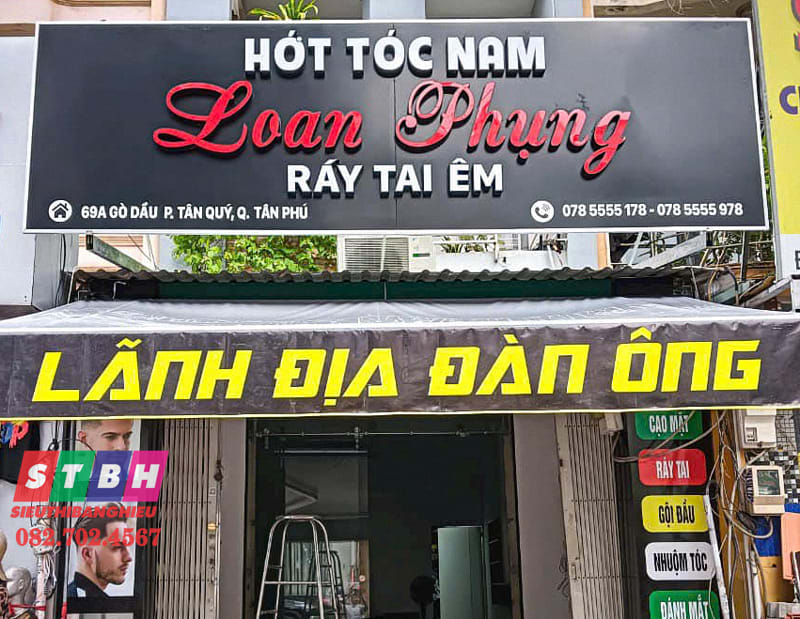 HỚT TÓC NAM
Loan Phụng
RÁY TAI ÊM
69A GÒ DẦU P. TÂN QUÝ, Q. TÂN PHÚ
078 5555 178 - 078 5555 978
LÃNH ĐỊA ĐÀN ÔNG
CẠO MẶT
RÁY TAI
GỘI ĐẦU
NHUỘM TÓC
ĐÁNH MẮT
STBH
SIEUTHIBANGHIEU
082.702.4567